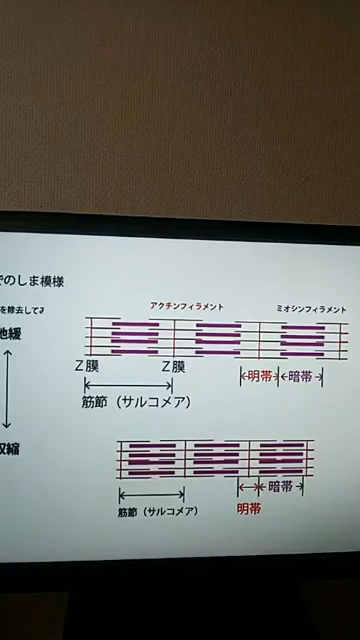 でのしま模様
を除去して
アクチンフィラメント
ミオシンフィラメント
弛緩
Z膜
Z膜
明帯
暗帯
筋節（サルコメア）
収縮
暗帯
筋節（サルコメア）
明帯